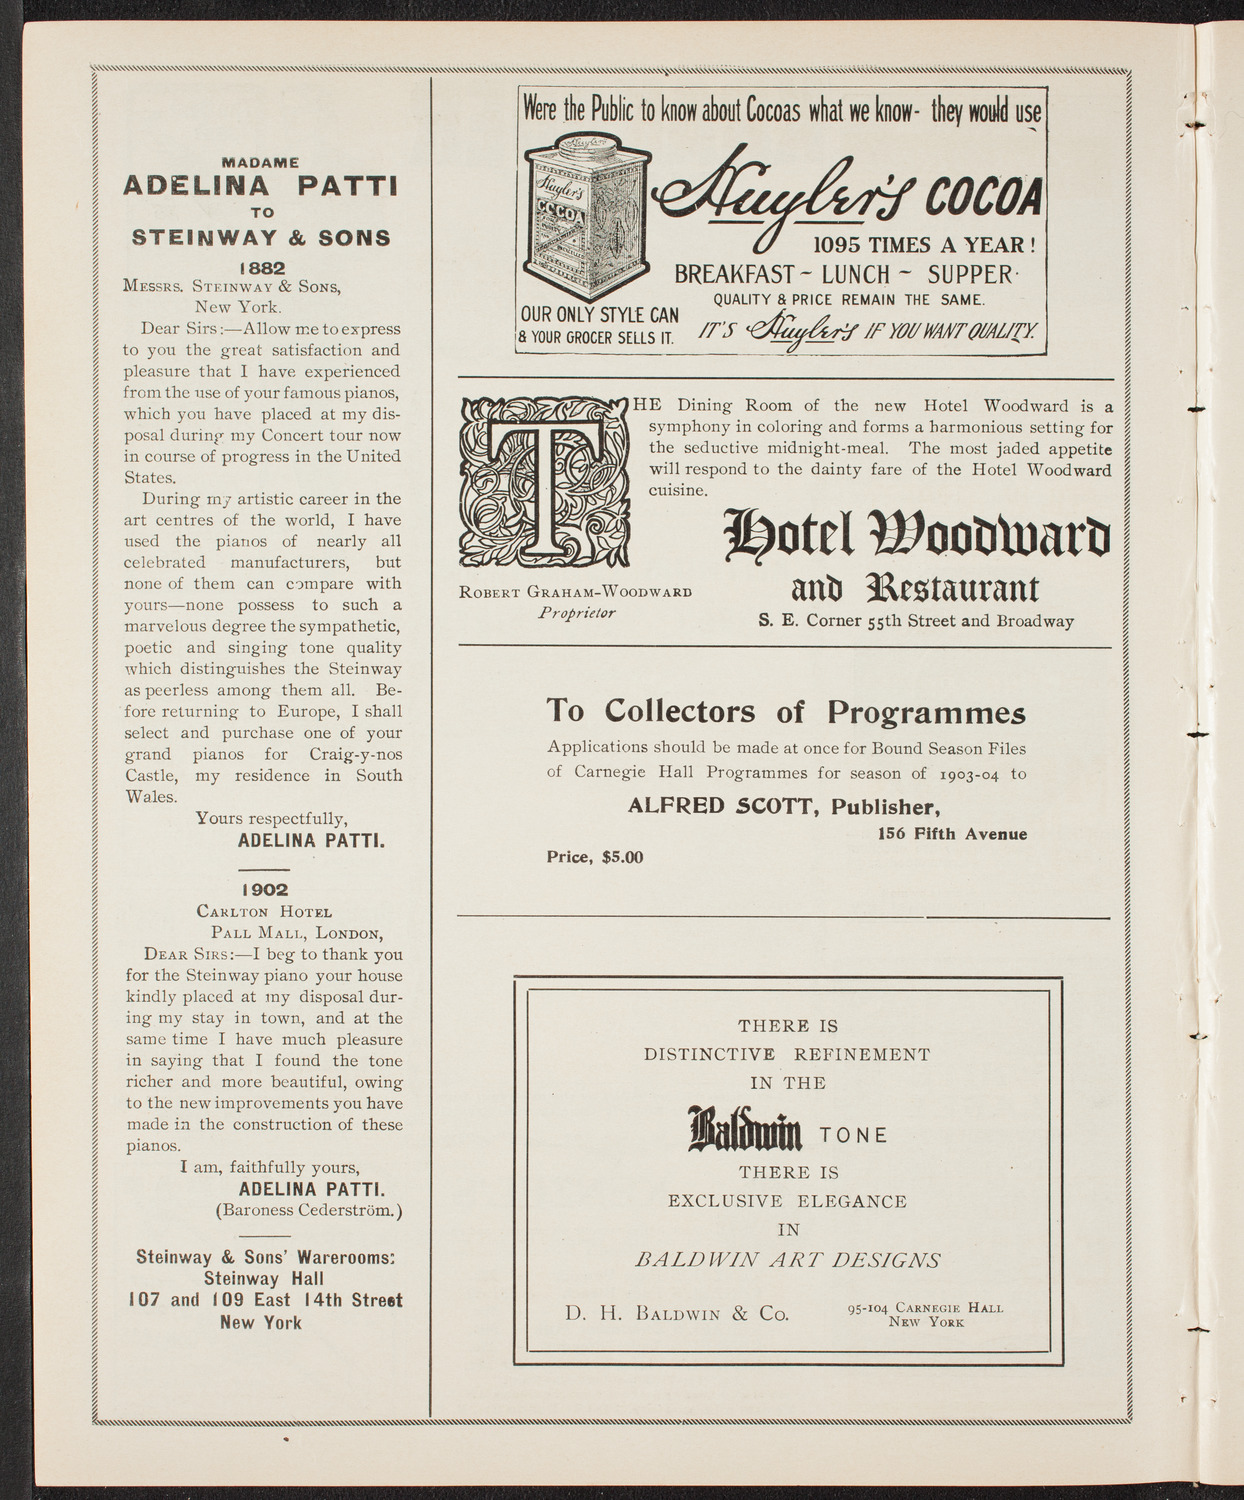 MADAME
ADELINA PATTI
TO
STEINWAY & SONS
1882
MESSRS. STEINWAY & SONS,
New York.
Dear Sirs:—Allow me to express
to you the great satisfaction and
pleasure that I have experienced
from the use of your famous pianos,
which you have placed at my dis-
posal during my Concert tour now
in course of progress in the United
States.
During my artistic career in the
art centres of the world, I have
used the pianos of nearly all
celebrated manufacturers, but
none of them can compare with
yours—none possess to such a
marvelous degree the sympathetic,
poetic and singing tone quality
which distinguishes the Steinway
as peerless among them all. Be-
fore returning to Europe, I shall
select and purchase one of your
grand pianos for Craig-y-nos
Castle, my residence in South
Wales.
Yours respectfully,
ADELINA PATTI.
1902
CARLTON HOTEL
PALL MALL, LONDON,
DEAR SIRS:—I beg to thank you
for the Steinway piano your house
kindly placed at my disposal dur-
ing my stay in town, and at the
same time I have much pleasure
in saying that I found the tone
richer and more beautiful, owing
to the new improvements you have
made in the construction of these
pianos.
I am, faithfully yours,
ADELINA PATTI.
(Baroness Cederström.)
Steinway & Sons' Warerooms:
Steinway Hall
107 and 109 East 14th Street
New York
Were the Public to know about Cocoas what we know- they would use
Huyler's
Huyler's
COCOA
Huyler's COCOA
1095 TIMES A YEAR!
BREAKFAST ~ LUNCH ~ SUPPER·
QUALITY & PRICE REMAIN THE SAME.
OUR ONLY STYLE CAN
& YOUR GROCER SELLS IT.
IT'S Huyler's IF YOU WANT QUALITY.
THE Dining Room of the new Hotel Woodward is a
symphony in coloring and forms a harmonious setting for
the seductive midnight-meal. The most jaded appetite
will respond to the dainty fare of the Hotel Woodward
cuisine.
Hotel Woodward
and Restaurant
ROBERT GRAHAM-WOODWARD
Proprietor
S. E. Corner 55th Street and Broadway
To Collectors of Programmes
Applications should be made at once for Bound Season Files
of Carnegie Hall Programmes for season of 1903-04 to
ALFRED SCOTT, Publisher,
156 Fifth Avenue
Price, $5.00
THERE IS
DISTINCTIVE REFINEMENT
IN THE
Baldwin TONE
THERE IS
EXCLUSIVE ELEGANCE
IN
BALDWIN ART DESIGNS
D. H. BALDWIN & Co.
95-104 CARNEGIE HALL
NEW YORK